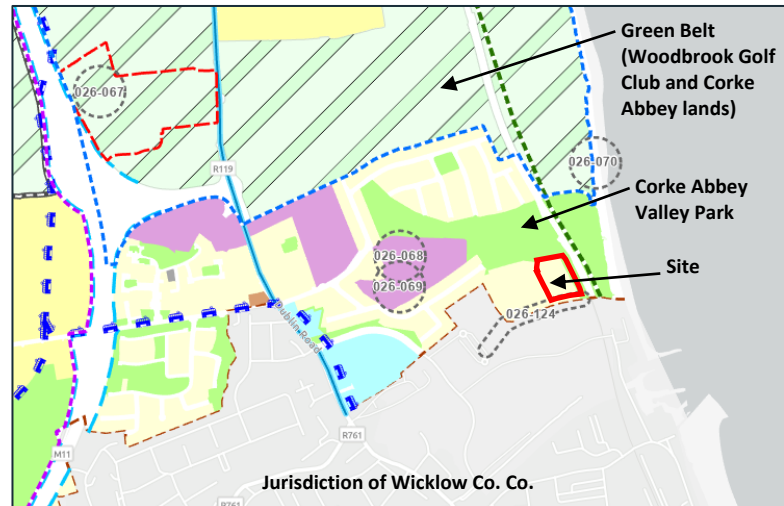 Green Belt
(Woodbrook Golf
Club and Corke
Abbey lands)
026-067
R119
026-070
Corke Abbey
Valley Park
026-068
026-069
Site
026-124
Dublin Road
R761
M11
Jurisdiction of Wicklow Co. Co.
R761